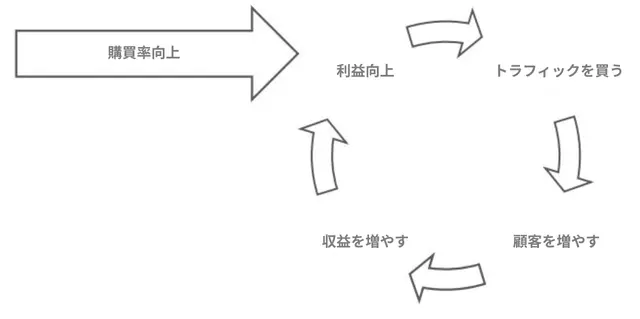 購買率向上
利益向上
トラフィックを買う
顧客を増やす
収益を増やす